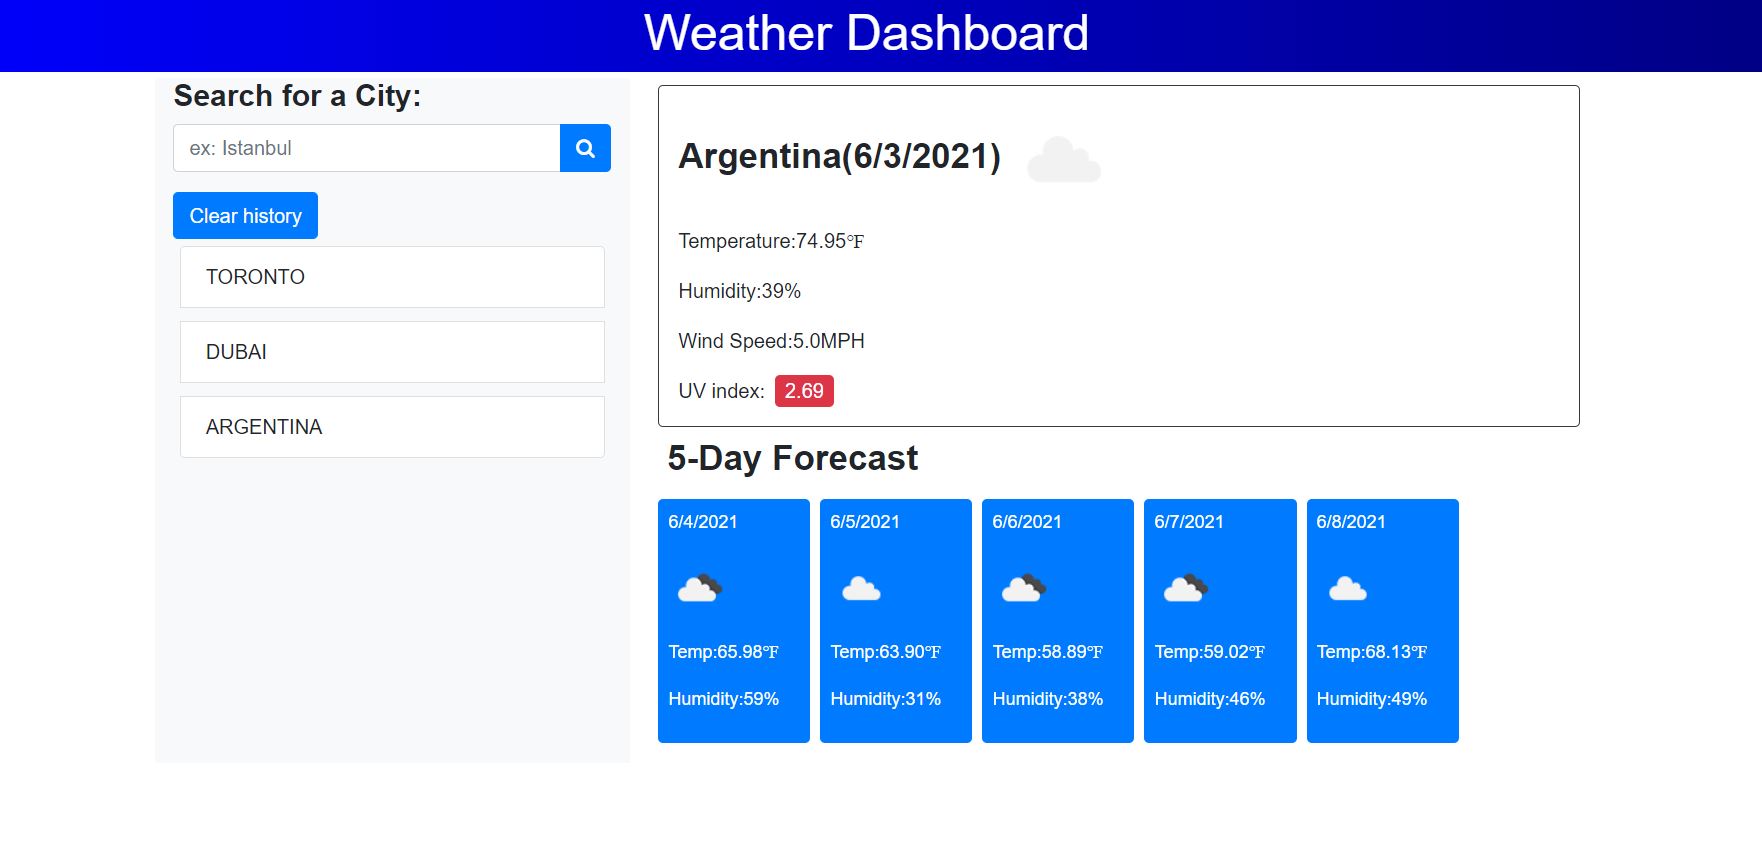 Weather Dashboard
Search for a City:
ex: Istanbul
Clear history
TORONTO
DUBAI
ARGENTINA
Argentina(6/3/2021)
Temperature:74.95℉
Humidity:39%
Wind Speed:5.0MPH
UV index: 2.69
5-Day Forecast
6/4/2021
Temp:65.98℉
Humidity:59%
6/5/2021
Temp:63.90℉
Humidity:31%
6/6/2021
Temp:58.89℉
Humidity:38%
6/7/2021
Temp:59.02℉
Humidity:46%
6/8/2021
Temp:68.13℉
Humidity:49%